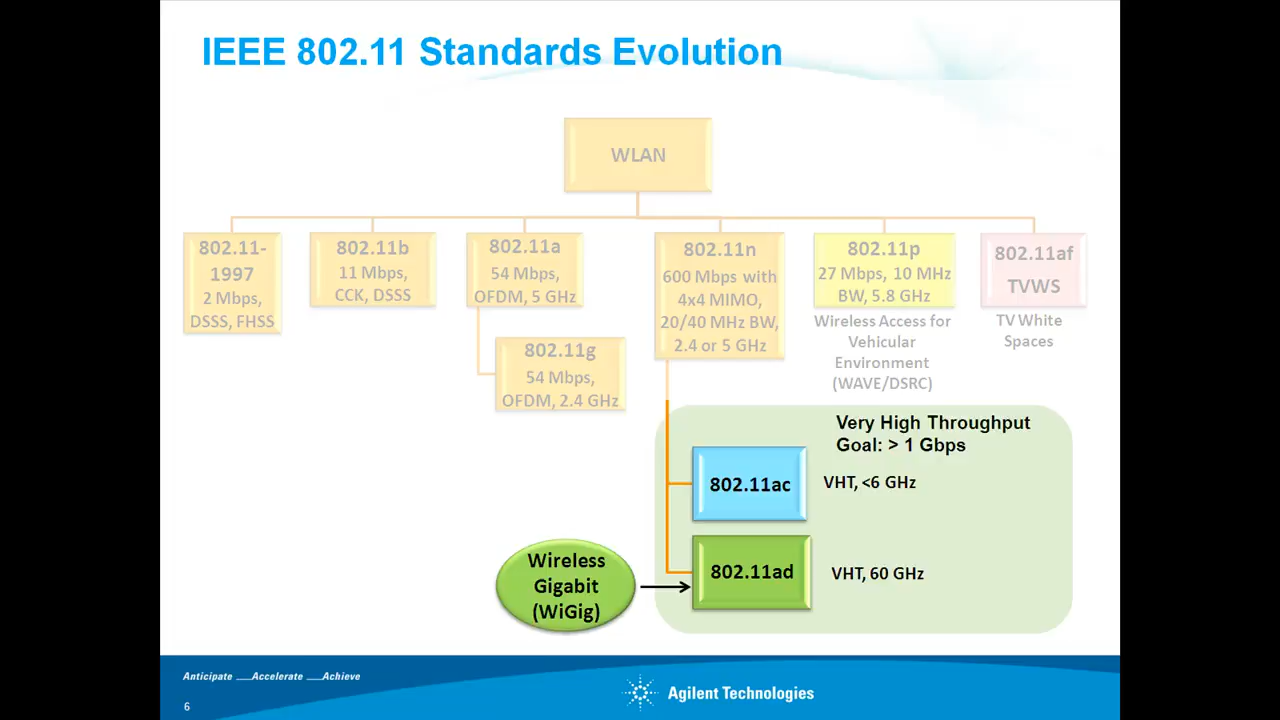 IEEE 802.11 Standards Evolution
WLAN
802.11-
1997
2 Mbps,
DSSS, FHSS
802.11b
11 Mbps,
CCK, DSSS
802.11a
54 Mbps,
OFDM, 5 GHz
802.11g
54 Mbps,
OFDM, 2.4 GHz
802.11n
600 Mbps with
4x4 MIMO,
20/40 MHz BW,
2.4 or 5 GHz
802.11p
27 Mbps, 10 MHz
BW, 5.8 GHz
Wireless Access for
Vehicular
Environment
(WAVE/DSRC)
802.11af
TVWS
TV White
Spaces
Very High Throughput
Goal: > 1 Gbps
802.11ac
VHT, <6 GHz
Wireless
Gigabit
(WiGig)
802.11ad
VHT, 60 GHz
Anticipate __Accelerate __Achieve
Agilent Technologies
6